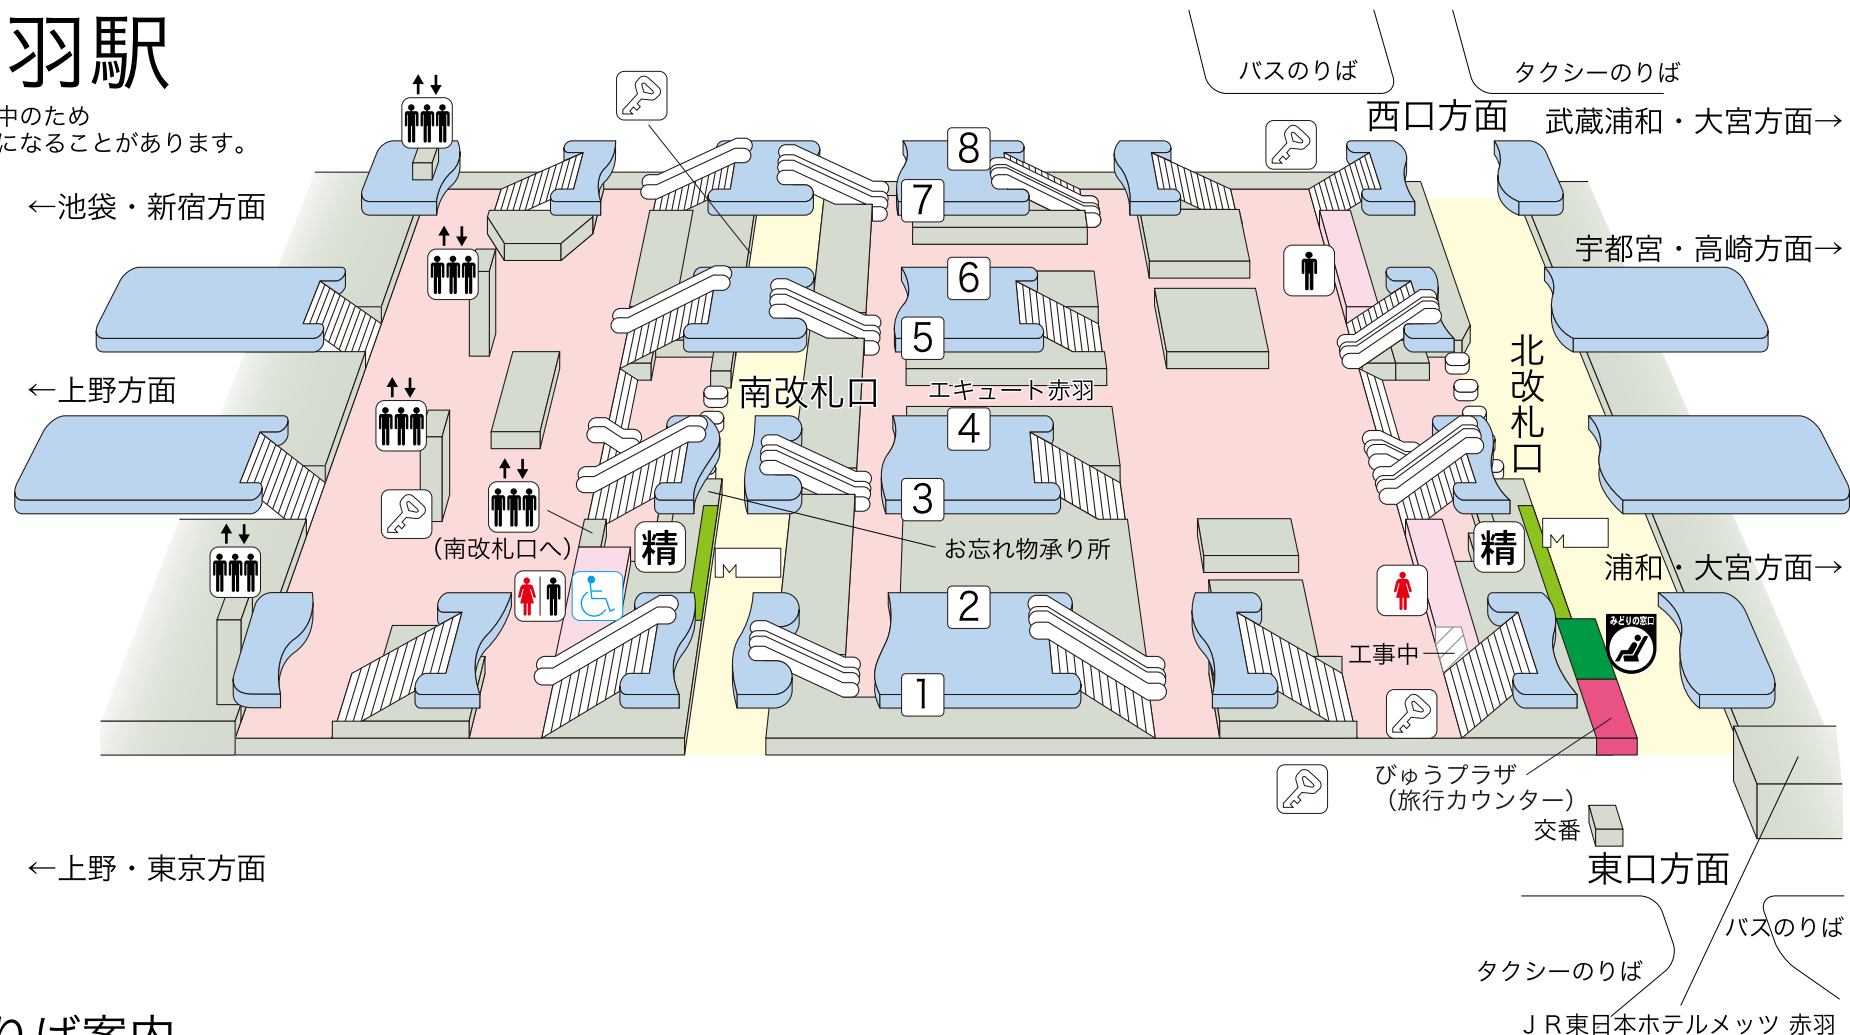 羽駅
中のため
になることがあります。
バスのりば
タクシーのりば
西口方面
武蔵浦和・大宮方面→
←池袋・新宿方面
8
7
宇都宮・高崎方面→
6
5
北改札口
←上野方面
南改札口
エキュート赤羽
4
3
精
精
(南改札口へ)
お忘れ物承り所
浦和・大宮方面→
2
1
みどりの窓口
工事中
びゅうプラザ
(旅行カウンター)
交番
東口方面
←上野・東京方面
バスのりば
タクシーのりば
JR東日本ホテルメッツ 赤羽
りば案内